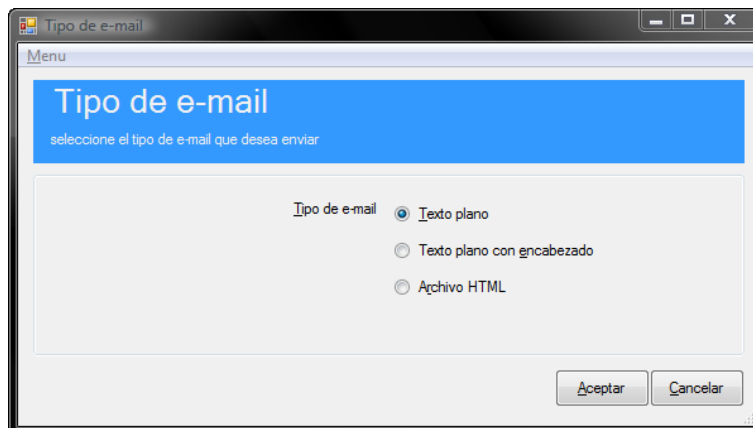 Tipo de e-mail
Menu
Tipo de e-mail
seleccione el tipo de e-mail que desea enviar
Tipo de e-mail
Texto plano
Texto plano con encabezado
Archivo HTML
Aceptar
Cancelar